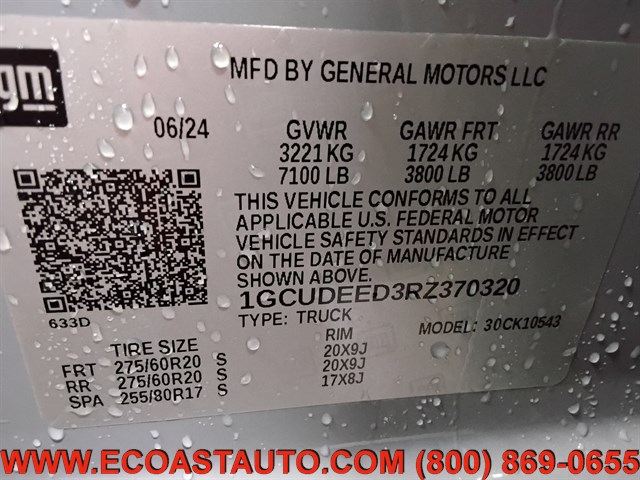 gm
MFD BY GENERAL MOTORS LLC
06/24 GVWR GAWR FRT GAWR RR
3221 KG 1724 KG 1724 KG
7100 LB 3800 LB 3800 LB
THIS VEHICLE CONFORMS TO ALL
APPLICABLE U.S. FEDERAL MOTOR
VEHICLE SAFETY STANDARDS IN EFFECT
ON THE DATE OF MANUFACTURE
SHOWN ABOVE.
1GCUDEED3RZ370320
633D
TYPE: TRUCK MODEL: 30CK10543
TIRE SIZE RIM
FRT 275/60R20 S 20X9J
RR 275/60R20 S 20X9J
SPA 255/80R17 S 17X8J
WWW.ECOASTAUTO.COM (800) 869-0655